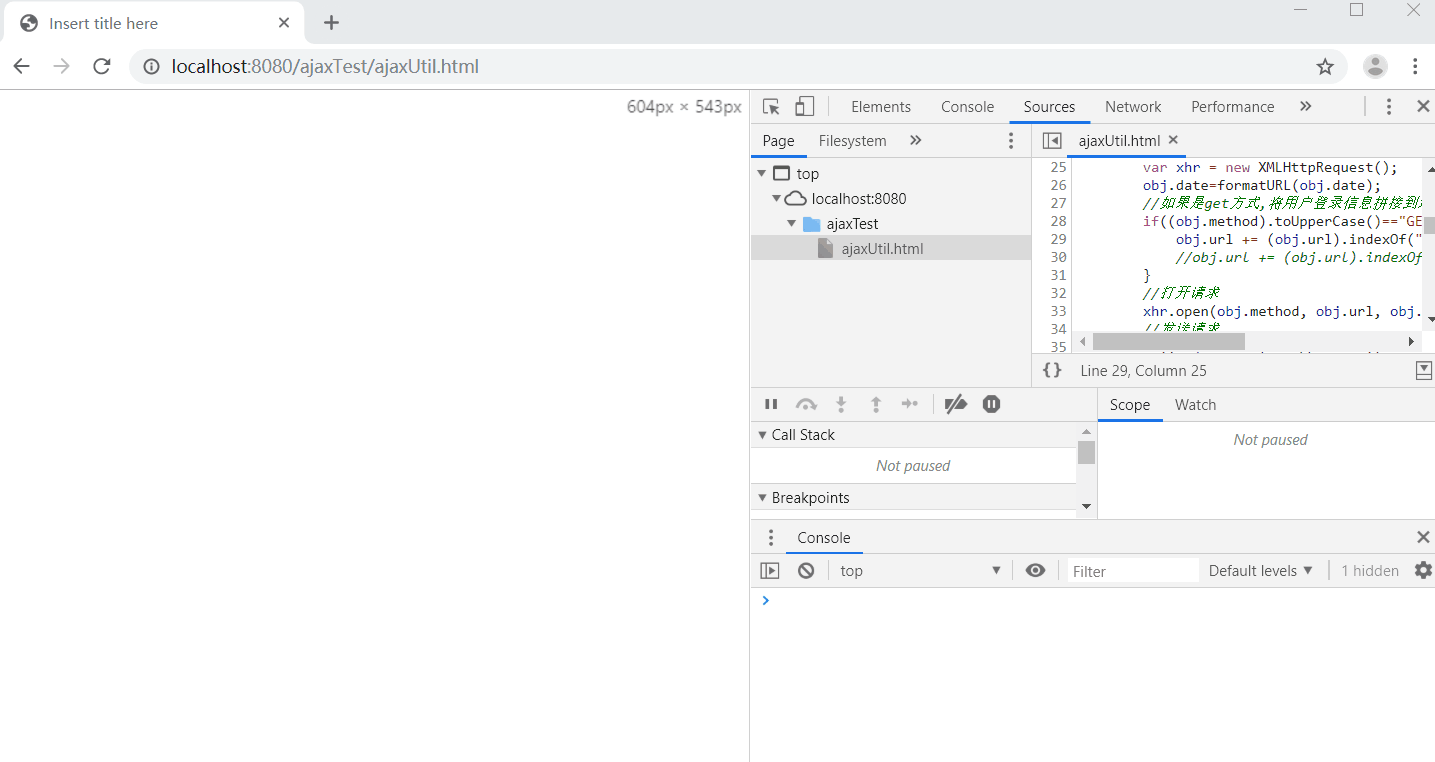 Insert title here
localhost:8080/ajaxTest/ajaxUtil.html
604px × 543px
Elements Console Sources Network Performance
Page Filesystem
ajaxUtil.html
top
localhost:8080
ajaxTest
ajaxUtil.html
25 var xhr = new XMLHttpRequest();
26 obj.date=formatURL(obj.date);
27 //如果是get方式,将用户登录信息拼接到
28 if((obj.method).toUpperCase()=="GE
29 obj.url += (obj.url).indexOf("
30 //obj.url += (obj.url).indexOf
31 }
32 //打开请求
33 xhr.open(obj.method, obj.url, obj.
34 //发送请求
35
{} Line 29, Column 25
Scope Watch
Call Stack
Not paused
Not paused
Breakpoints
Console
top Filter Default levels 1 hidden